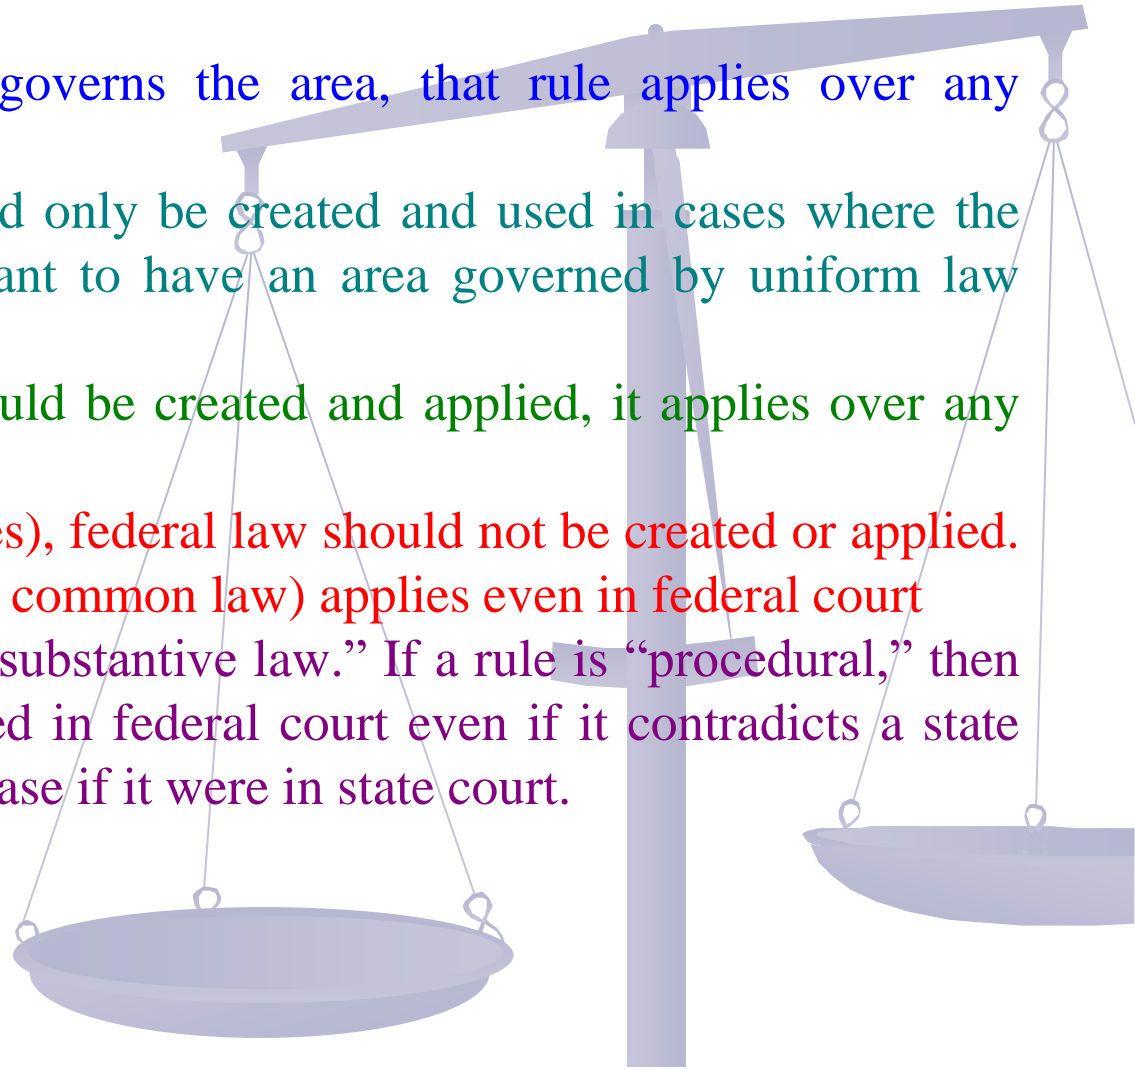 governs the area, that rule applies over any
d only be created and used in cases where the
ant to have an area governed by uniform law
uld be created and applied, it applies over any
es), federal law should not be created or applied.
common law) applies even in federal court
substantive law.” If a rule is “procedural,” then
ed in federal court even if it contradicts a state
ase if it were in state court.